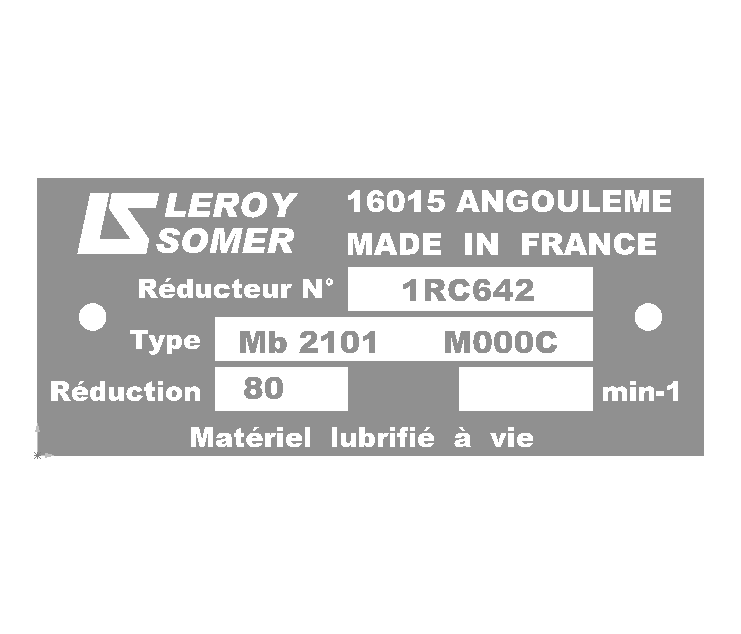 LEROY SOMER
16015 ANGOULEME
MADE IN FRANCE
Réducteur N° 1RC642
Type Mb 2101 M000C
Réduction 80 min-1
Matériel lubrifié à vie